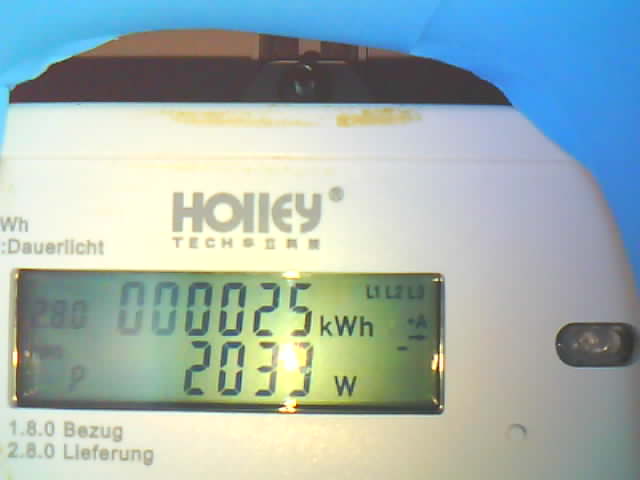 HOLLEY®
TECH
Wh
:Dauerlicht
L1 L2 L3
2.8.0 000025 kWh +A
P 2033 W
1.8.0 Bezug
2.8.0 Lieferung